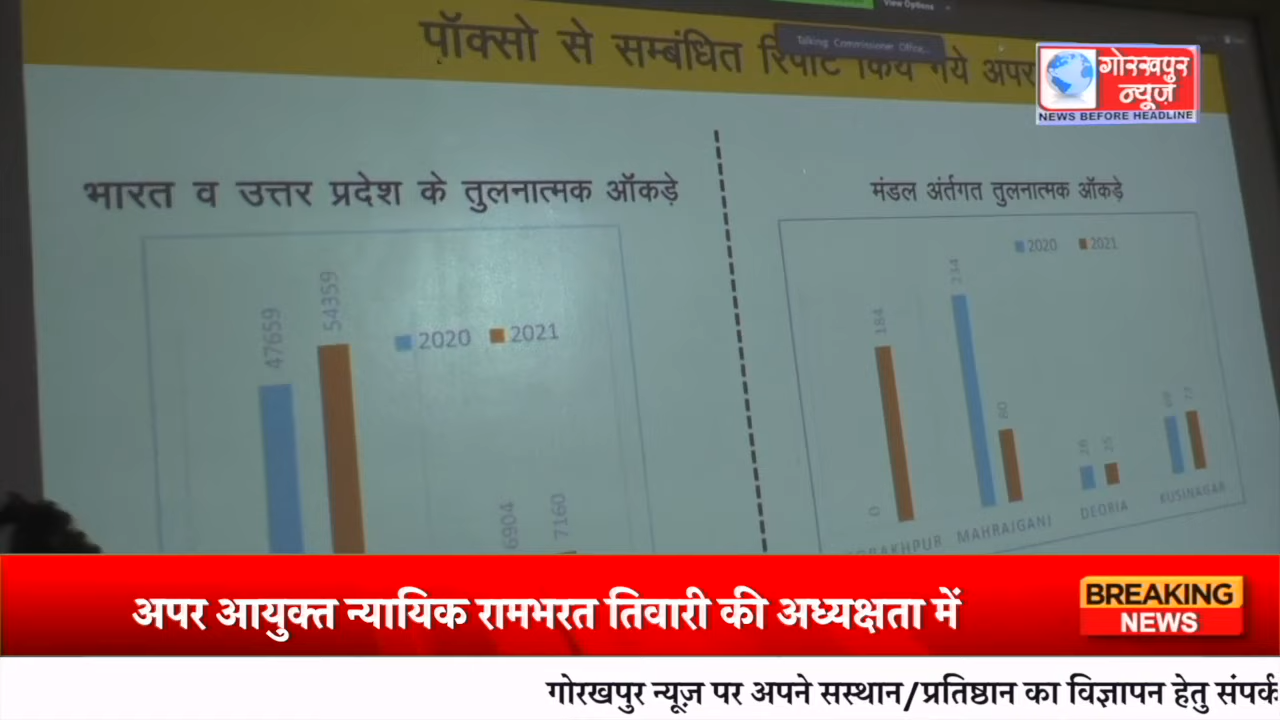 View Options
Talking: Commissioner Office...
पॉक्सो से सम्बंधित रिपोर्ट किये गये अपर
गोरखपुर
न्यूज़
NEWS BEFORE HEADLINE
भारत व उत्तर प्रदेश के तुलनात्मक ऑकड़े
47659
54359
2020 2021
6904
7160
मंडल अंर्तगत तुलनात्मक ऑकड़े
2020 2021
0
184
234
80
26
25
69
77
MAHRAJGANJ
DEORIA
KUSINAGAR
अपर आयुक्त न्यायिक रामभरत तिवारी की अध्यक्षता में
BREAKING
NEWS
गोरखपुर न्यूज़ पर अपने सस्थान/प्रतिष्ठान का विज्ञापन हेतु संपर्क